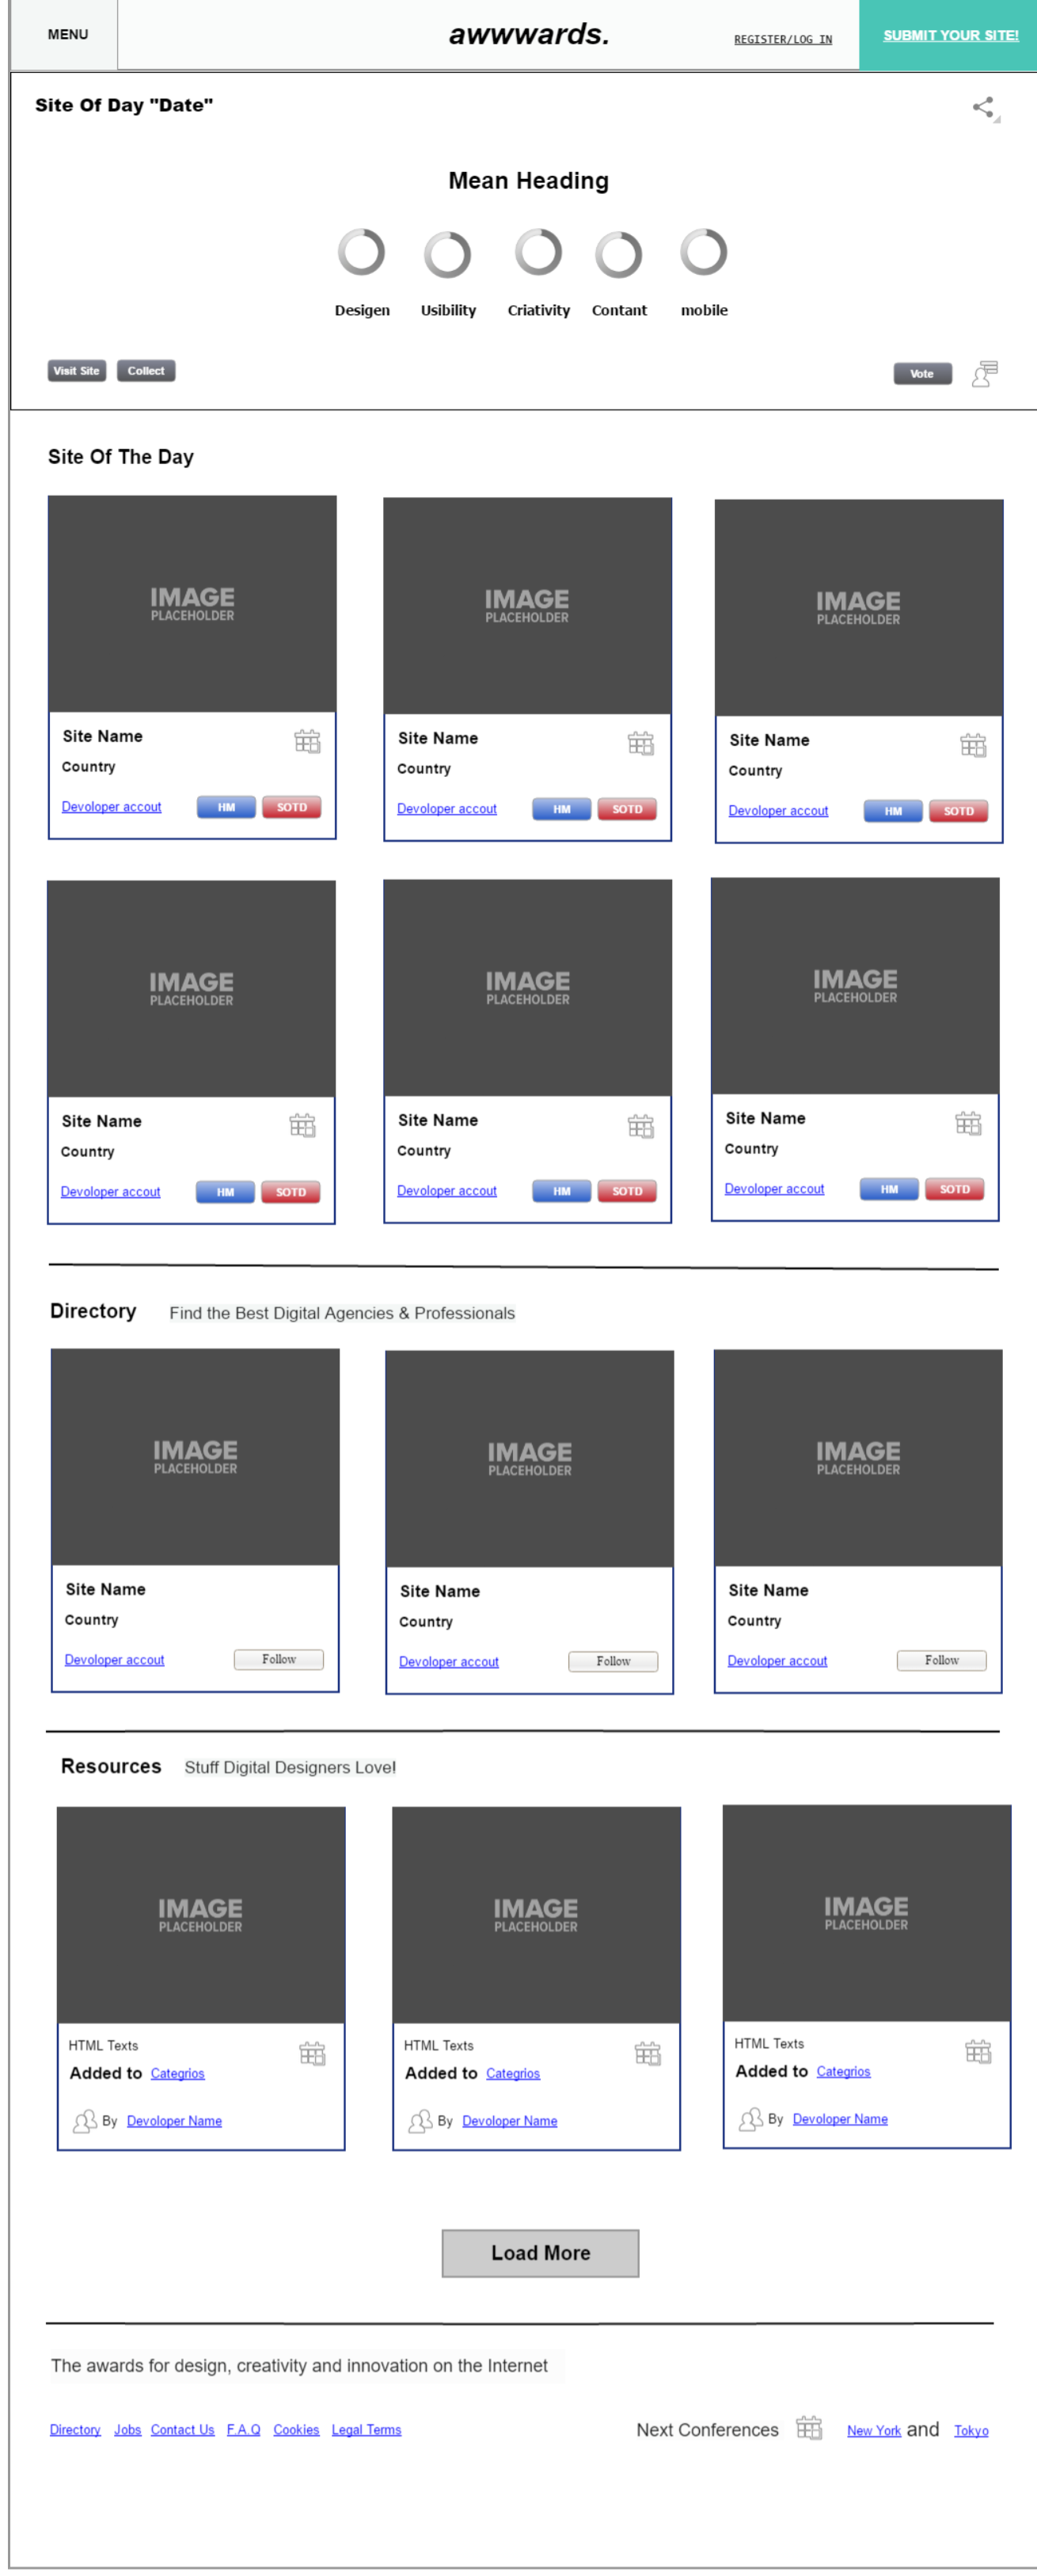 MENU
awwwards.
REGISTER/LOG IN
SUBMIT YOUR SITE!
Site Of Day "Date"
Mean Heading
Desigen Usibility Criativity Contant mobile
Visit Site Collect Vote
Site Of The Day
IMAGE PLACEHOLDER
IMAGE PLACEHOLDER
IMAGE PLACEHOLDER
Site Name
Country
Devoloper accout HM SOTD
Site Name
Country
Devoloper accout HM SOTD
Site Name
Country
Devoloper accout HM SOTD
IMAGE PLACEHOLDER
IMAGE PLACEHOLDER
IMAGE PLACEHOLDER
Site Name
Country
Devoloper accout HM SOTD
Site Name
Country
Devoloper accout HM SOTD
Site Name
Country
Devoloper accout HM SOTD
Directory Find the Best Digital Agencies & Professionals
IMAGE PLACEHOLDER
IMAGE PLACEHOLDER
IMAGE PLACEHOLDER
Site Name
Country
Devoloper accout Follow
Site Name
Country
Devoloper accout Follow
Site Name
Country
Devoloper accout Follow
Resources Stuff Digital Designers Love!
IMAGE PLACEHOLDER
IMAGE PLACEHOLDER
IMAGE PLACEHOLDER
HTML Texts
Added to Categrios
By Devoloper Name
HTML Texts
Added to Categrios
By Devoloper Name
HTML Texts
Added to Categrios
By Devoloper Name
Load More
The awards for design, creativity and innovation on the Internet
Directory Jobs Contact Us F.A.Q Cookies Legal Terms Next Conferences New York and Tokyo